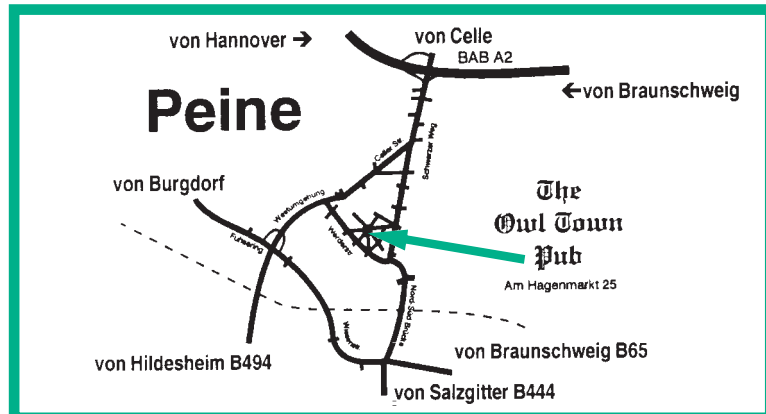 von Hannover →
von Celle
BAB A2
←von Braunschweig
Peine
Celler Str.
Schwarzer Weg
von Burgdorf
Westumgehung
Fuhsering
Werderstr.
The
Owl Town
Pub
Am Hagenmarkt 25
Nord-Süd Brücke
von Braunschweig B65
von Hildesheim B494
von Salzgitter B444